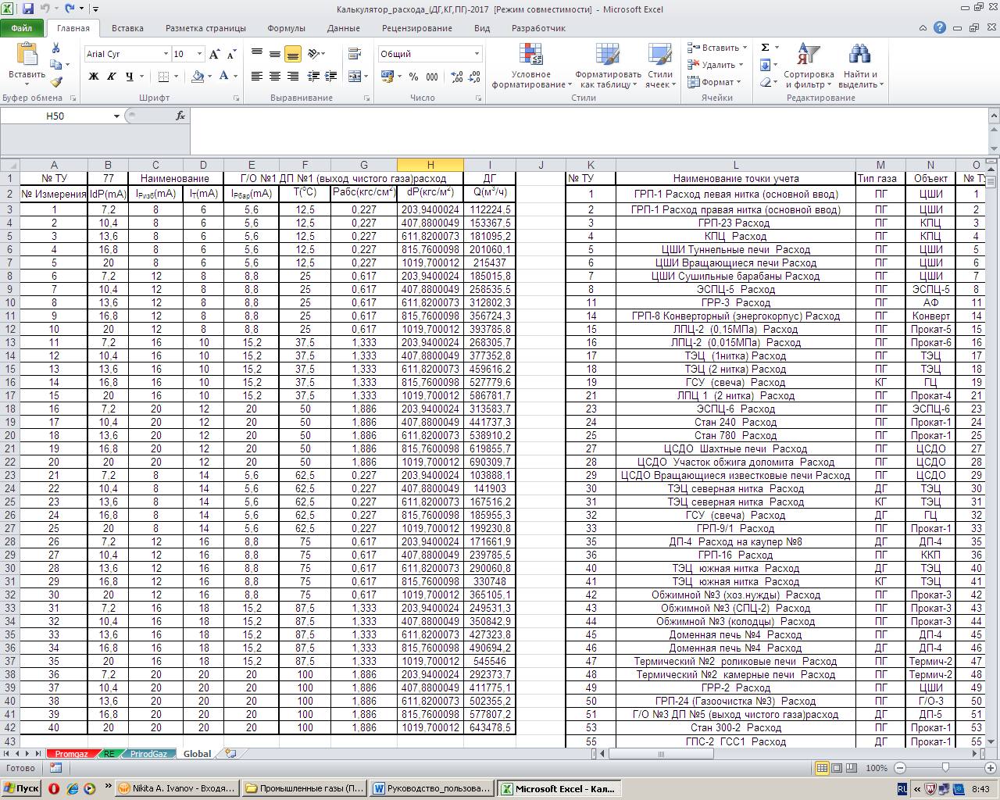 Калькулятор_расхода_(ДГ,КГ,ПГ)-2017 [Режим совместимости] - Microsoft Excel
Файл Главная Вставка Разметка страницы Формулы Данные Рецензирование Вид Разработчик
Вставить Arial Cyr 10 Общий Условное форматирование Форматировать как таблицу Стили ячеек Вставить Удалить Формат Сортировка и фильтр Найти и выделить
Ж К Ч % 000
Буфер обмена Шрифт Выравнивание Число Стили Ячейки Редактирование
H50 fx
A B C D E F G H I J K L M N O
1 № ТУ 77 Наименование Г/О №1 ДП №1 (выход чистого газа)расход ДГ № ТУ Наименование точки учета Тип газа Объект № ТУ
2 № Измерения IdP(mA) IРизб(mA) IТ(mA) IРбар(mA) T(⁰C) Рабс(кгс/см²) dP(кгс/м²) Q(м³/ч) 1 ГРП-1 Расход левая нитка (основной ввод) ПГ ЦШИ 1
3 1 7,2 8 6 5,6 12,5 0,227 203,9400024 112224,5 2 ГРП-1 Расход правая нитка (основной ввод) ПГ ЦШИ 2
4 2 10,4 8 6 5,6 12,5 0,227 407,8800049 153367,5 3 ГРП-23 Расход ПГ КПЦ 3
5 3 13,6 8 6 5,6 12,5 0,227 611,8200073 181095,2 4 КПЦ Расход ПГ КПЦ 4
6 4 16,8 8 6 5,6 12,5 0,227 815,7600098 201060,1 5 ЦШИ Туннельные печи Расход ПГ ЦШИ 5
7 5 20 8 6 5,6 12,5 0,227 1019,700012 215437 6 ЦШИ Вращающиеся печи Расход ПГ ЦШИ 6
8 6 7,2 12 8 8,8 25 0,617 203,9400024 185015,8 7 ЦШИ Сушильные барабаны Расход ПГ ЦШИ 7
9 7 10,4 12 8 8,8 25 0,617 407,8800049 258535,5 8 ЭСПЦ-5 Расход ПГ ЭСПЦ-5 8
10 8 13,6 12 8 8,8 25 0,617 611,8200073 312802,3 11 ГРР-3 Расход ПГ АФ 11
11 9 16,8 12 8 8,8 25 0,617 815,7600098 356724,3 14 ГРП-8 Конверторный (энергокорпус) Расход ПГ Конверт 14
12 10 20 12 8 8,8 25 0,617 1019,700012 393785,8 15 ЛПЦ-2 (0,15МПа) Расход ПГ Прокат-5 15
13 11 7,2 16 10 15,2 37,5 1,333 203,9400024 268305,7 16 ЛПЦ-2 (0,015МПа) Расход ПГ Прокат-6 16
14 12 10,4 16 10 15,2 37,5 1,333 407,8800049 377352,8 17 ТЭЦ (1нитка) Расход ПГ ТЭЦ 17
15 13 13,6 16 10 15,2 37,5 1,333 611,8200073 459616,2 18 ТЭЦ (2 нитка) Расход ПГ ТЭЦ 18
16 14 16,8 16 10 15,2 37,5 1,333 815,7600098 527779,6 19 ГСУ (свеча) Расход КГ ГЦ 19
17 15 20 16 10 15,2 37,5 1,333 1019,700012 586781,7 21 ЛПЦ 1 (2 нитка) Расход ПГ Прокат-4 21
18 16 7,2 20 12 20 50 1,886 203,9400024 313583,7 23 ЭСПЦ-6 Расход ПГ ЭСПЦ-6 23
19 17 10,4 20 12 20 50 1,886 407,8800049 441737,3 24 Стан 240 Расход ПГ Прокат-1 24
20 18 13,6 20 12 20 50 1,886 611,8200073 538910,2 25 Стан 780 Расход ПГ Прокат-1 25
21 19 16,8 20 12 20 50 1,886 815,7600098 619855,7 27 ЦСДО Шахтные печи Расход ПГ ЦСДО 27
22 20 20 20 12 20 50 1,886 1019,700012 690309,7 28 ЦСДО Участок обжига доломита Расход ПГ ЦСДО 28
23 21 7,2 8 14 5,6 62,5 0,227 203,9400024 103888,1 29 ЦСДО Вращающиеся известковые печи Расход ПГ ЦСДО 29
24 22 10,4 8 14 5,6 62,5 0,227 407,8800049 141903 30 ТЭЦ северная нитка Расход ДГ ТЭЦ 30
25 23 13,6 8 14 5,6 62,5 0,227 611,8200073 167516,2 31 ТЭЦ северная нитка Расход КГ ТЭЦ 31
26 24 16,8 8 14 5,6 62,5 0,227 815,7600098 185955,3 32 ГСУ (свеча) Расход ДГ ГЦ 32
27 25 20 8 14 5,6 62,5 0,227 1019,700012 199230,8 33 ГРП-9/1 Расход ПГ Прокат-1 33
28 26 7,2 12 16 8,8 75 0,617 203,9400024 171661,9 35 ДП-4 Расход на каупер №8 ДГ ДП-4 35
29 27 10,4 12 16 8,8 75 0,617 407,8800049 239785,5 36 ГРП-16 Расход ПГ ККП 36
30 28 13,6 12 16 8,8 75 0,617 611,8200073 290060,8 40 ТЭЦ южная нитка Расход ДГ ТЭЦ 40
31 29 16,8 12 16 8,8 75 0,617 815,7600098 330748 41 ТЭЦ южная нитка Расход КГ ТЭЦ 41
32 30 20 12 16 8,8 75 0,617 1019,700012 365105,1 42 Обжимной №3 (хоз.нужды) Расход ПГ Прокат-3 42
33 31 7,2 16 18 15,2 87,5 1,333 203,9400024 249531,3 43 Обжимной №3 (СПЦ-2) Расход ПГ Прокат-3 43
34 32 10,4 16 18 15,2 87,5 1,333 407,8800049 350842,9 44 Обжимной №3 (колодцы) Расход ПГ Прокат-3 44
35 33 13,6 16 18 15,2 87,5 1,333 611,8200073 427323,8 45 Доменная печь №4 Расход ПГ ДП-4 45
36 34 16,8 16 18 15,2 87,5 1,333 815,7600098 490694,2 46 Доменная печь №4 Расход ДГ ДП-4 46
37 35 20 16 18 15,2 87,5 1,333 1019,700012 545546 47 Термический №2 роликовые печи Расход ПГ Термич-2 47
38 36 7,2 20 20 20 100 1,886 203,9400024 292373,7 48 Термический №2 камерные печи Расход ПГ Термич-2 48
39 37 10,4 20 20 20 100 1,886 407,8800049 411775,1 49 ГРР-2 Расход ПГ ЦШИ 49
40 38 13,6 20 20 20 100 1,886 611,8200073 502355,2 50 ГРП-24 (Газоочистка №3) Расход ПГ Г/О-3 50
41 39 16,8 20 20 20 100 1,886 815,7600098 577807,2 51 Г/О №3 ДП №5 (выход чистого газа)расход ДГ ДП-5 51
42 40 20 20 20 20 100 1,886 1019,700012 643478,5 53 Стан 300-2 Расход ПГ Прокат-1 53
43 55 ГПС-2 ГСС1 Расход ДГ Прокат-1 55
Promgaz RE PrirodGaz Global
Готово 100%
Пуск Nikita A. Ivanov - Входя... Промышленные газы (П... Руководство_пользова... Microsoft Excel - Кал... RL 8:43